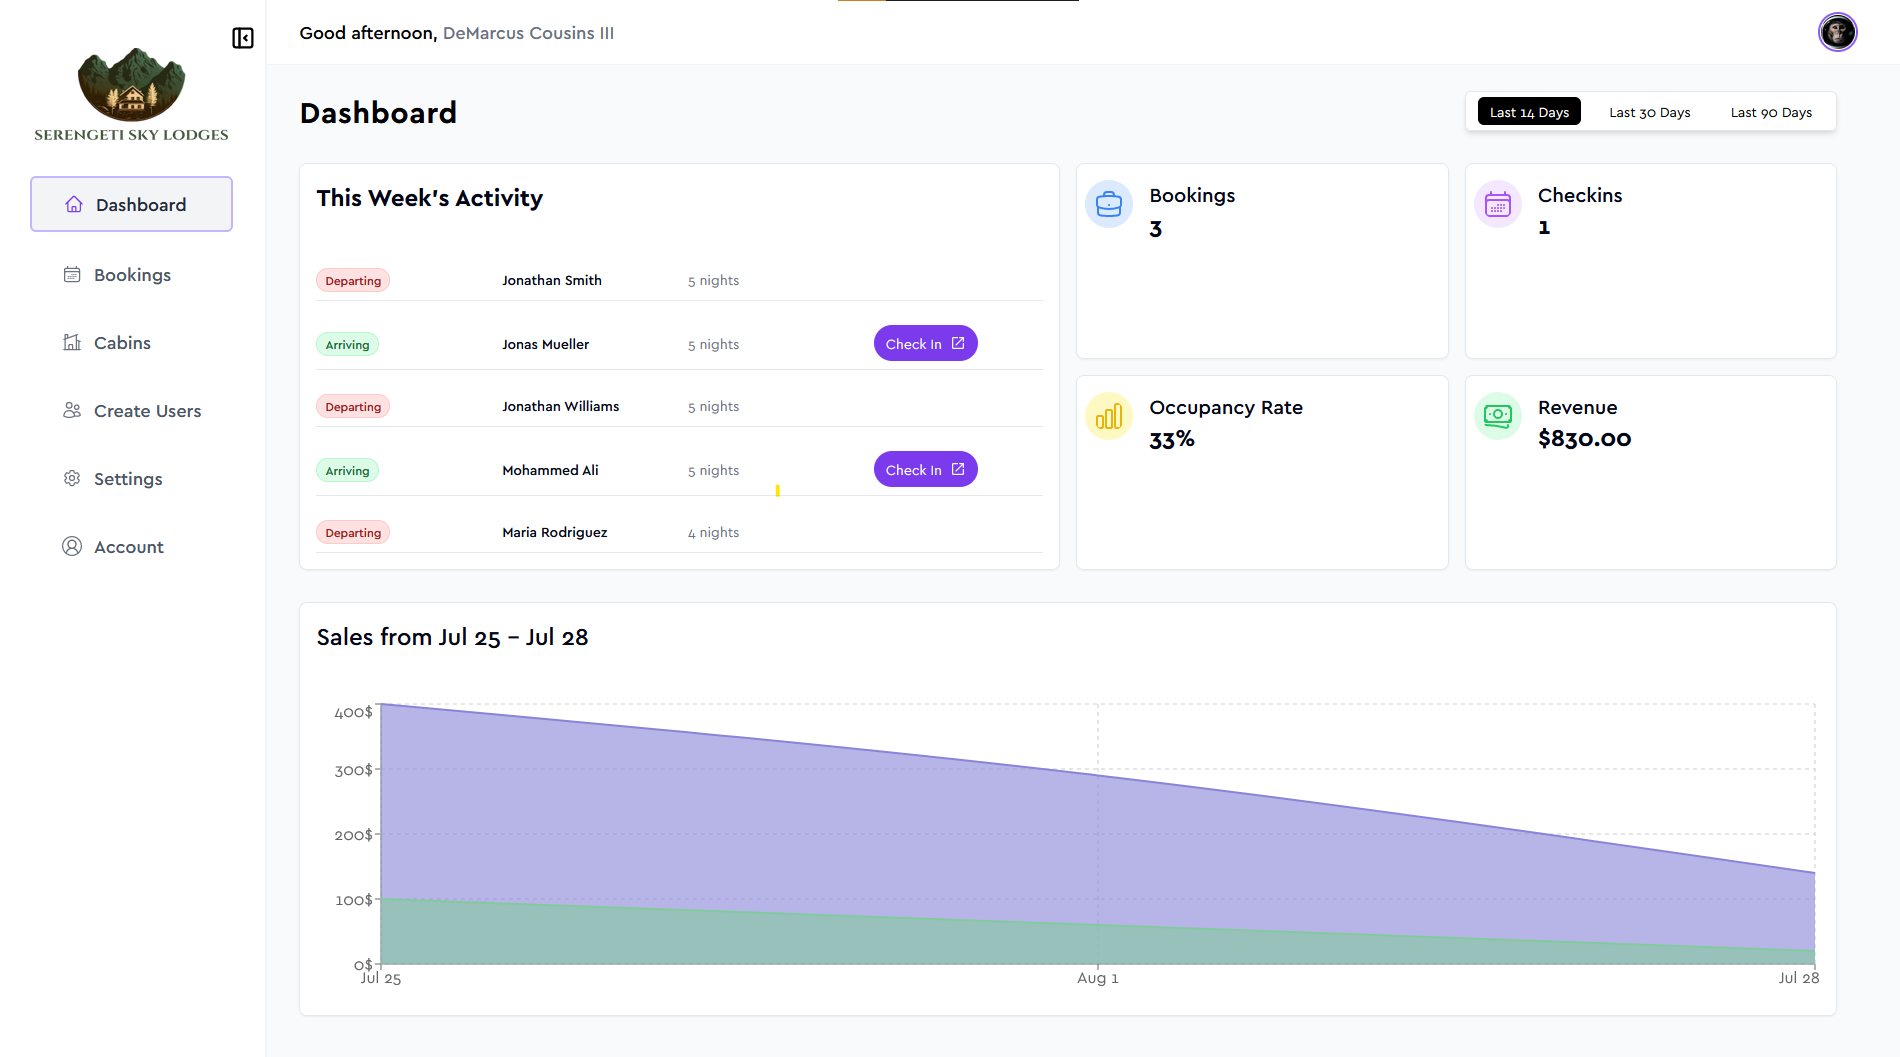 SERENGETI SKY LODGES
Dashboard
Bookings
Cabins
Create Users
Settings
Account
Good afternoon, DeMarcus Cousins III
Dashboard
Last 14 Days Last 30 Days Last 90 Days
This Week's Activity
Departing Jonathan Smith 5 nights
Arriving Jonas Mueller 5 nights Check In
Departing Jonathan Williams 5 nights
Arriving Mohammed Ali 5 nights Check In
Departing Maria Rodriguez 4 nights
Bookings
3
Checkins
1
Occupancy Rate
33%
Revenue
$830.00
Sales from Jul 25 – Jul 28
400$
300$
200$
100$
0$
Jul 25 Aug 1 Jul 28